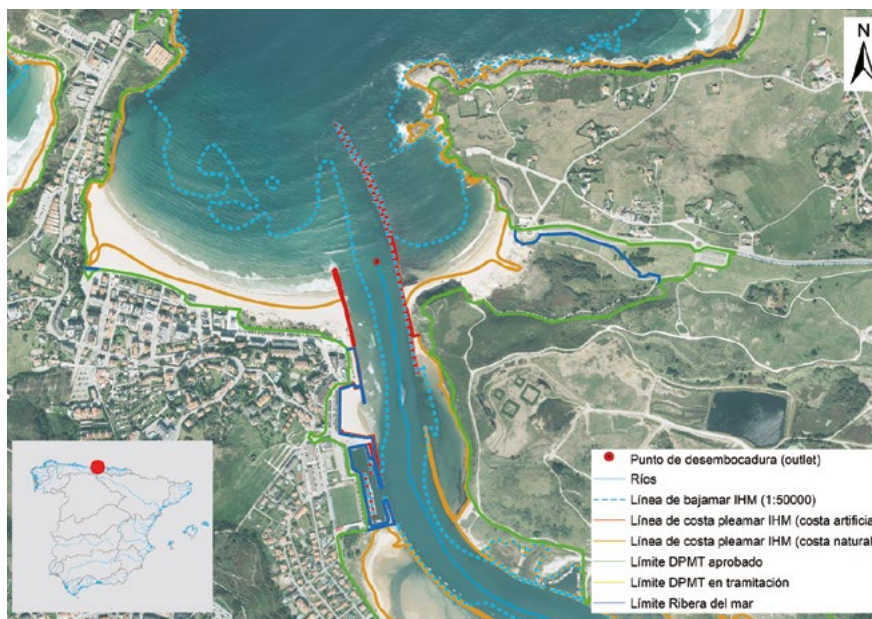 N
Punto de desembocadura (outlet)
Ríos
Línea de bajamar IHM (1:50000)
Línea de costa pleamar IHM (costa artificia
Línea de costa pleamar IHM (costa natural
Límite DPMT aprobado
Límite DPMT en tramitación
Límite Ribera del mar